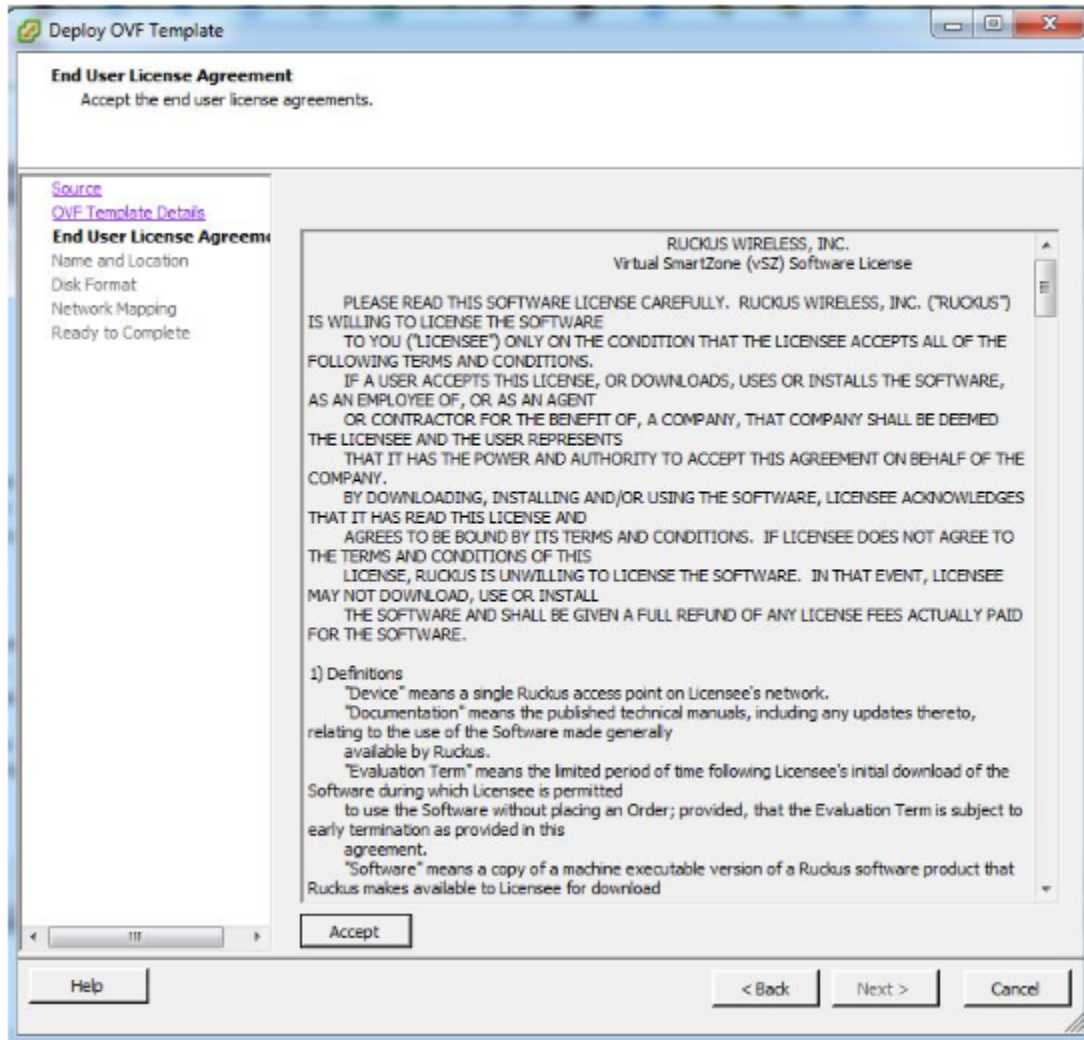 Deploy OVF Template
End User License Agreement
Accept the end user license agreements.
Source
OVF Template Details
End User License Agreem
Name and Location
Disk Format
Network Mapping
Ready to Complete
RUCKUS WIRELESS, INC.
Virtual SmartZone (vSZ) Software License
PLEASE READ THIS SOFTWARE LICENSE CAREFULLY. RUCKUS WIRELESS, INC. ("RUCKUS")
IS WILLING TO LICENSE THE SOFTWARE
TO YOU ("LICENSEE") ONLY ON THE CONDITION THAT THE LICENSEE ACCEPTS ALL OF THE
FOLLOWING TERMS AND CONDITIONS.
IF A USER ACCEPTS THIS LICENSE, OR DOWNLOADS, USES OR INSTALLS THE SOFTWARE,
AS AN EMPLOYEE OF, OR AS AN AGENT
OR CONTRACTOR FOR THE BENEFIT OF, A COMPANY, THAT COMPANY SHALL BE DEEMED
THE LICENSEE AND THE USER REPRESENTS
THAT IT HAS THE POWER AND AUTHORITY TO ACCEPT THIS AGREEMENT ON BEHALF OF THE
COMPANY.
BY DOWNLOADING, INSTALLING AND/OR USING THE SOFTWARE, LICENSEE ACKNOWLEDGES
THAT IT HAS READ THIS LICENSE AND
AGREES TO BE BOUND BY ITS TERMS AND CONDITIONS. IF LICENSEE DOES NOT AGREE TO
THE TERMS AND CONDITIONS OF THIS
LICENSE, RUCKUS IS UNWILLING TO LICENSE THE SOFTWARE. IN THAT EVENT, LICENSEE
MAY NOT DOWNLOAD, USE OR INSTALL
THE SOFTWARE AND SHALL BE GIVEN A FULL REFUND OF ANY LICENSE FEES ACTUALLY PAID
FOR THE SOFTWARE.
1) Definitions
"Device" means a single Ruckus access point on Licensee's network.
"Documentation" means the published technical manuals, including any updates thereto,
relating to the use of the Software made generally
available by Ruckus.
"Evaluation Term" means the limited period of time following Licensee's initial download of the
Software during which Licensee is permitted
to use the Software without placing an Order; provided, that the Evaluation Term is subject to
early termination as provided in this
agreement.
"Software" means a copy of a machine executable version of a Ruckus software product that
Ruckus makes available to Licensee for download
Accept
Help
< Back
Next >
Cancel